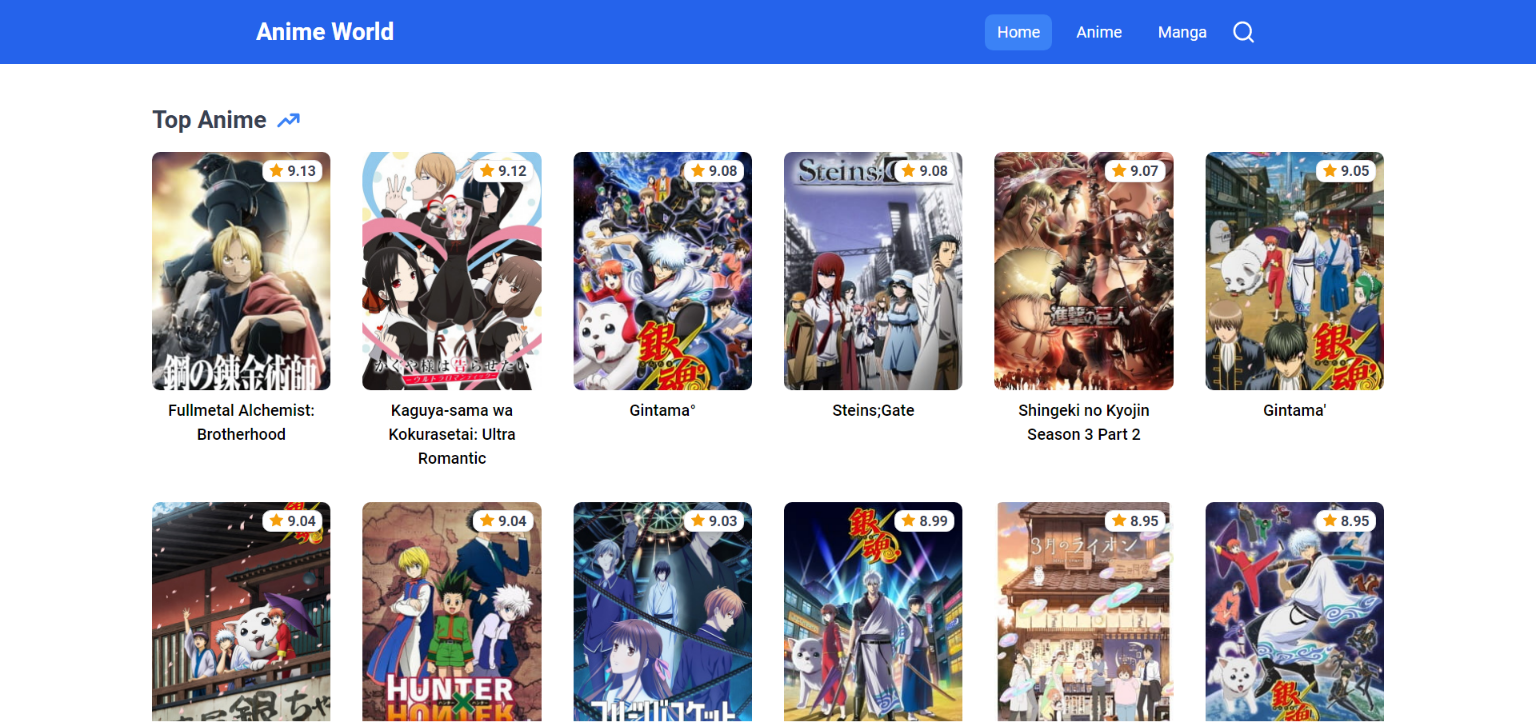 Anime World
Home
Anime
Manga
Top Anime
9.13
9.12
9.08
9.08
9.07
9.05
Steins;
鋼の錬金術師
かぐや様は告らせたい
銀魂°
進撃の巨人
銀魂'
Fullmetal Alchemist:
Brotherhood
Kaguya-sama wa
Kokurasetai: Ultra
Romantic
Gintama°
Steins;Gate
Shingeki no Kyojin
Season 3 Part 2
Gintama'
9.04
9.04
9.03
8.99
8.95
8.95
銀魂
3月のライオン
HUNTER
HUNTER
フルーツバスケット
銀魂